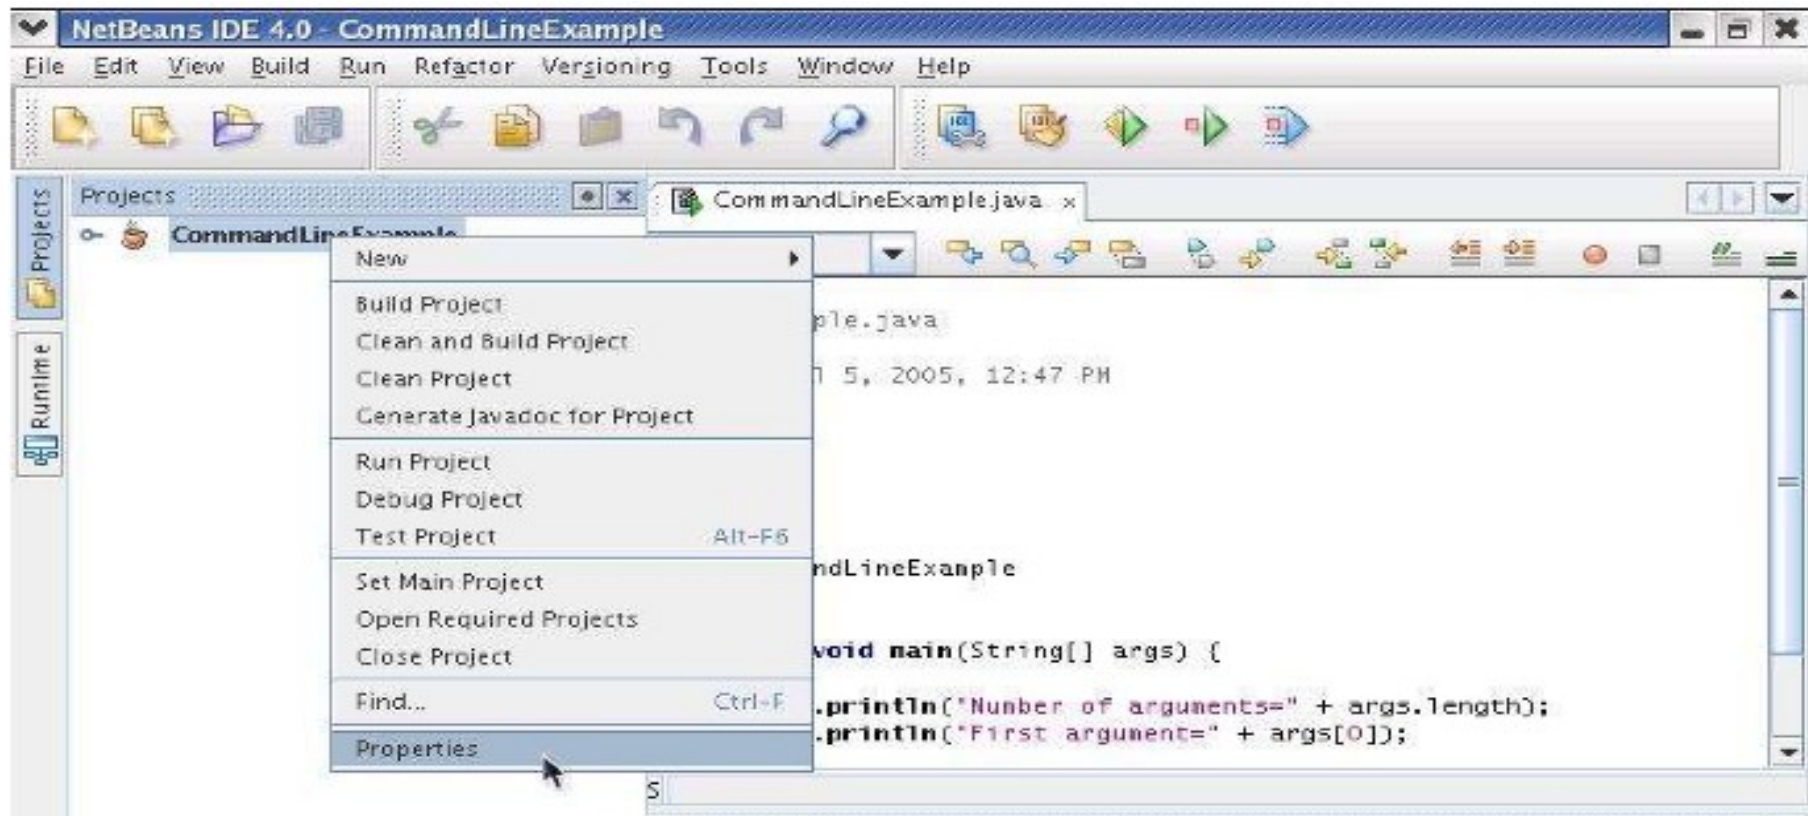 NetBeans IDE 4.0 - CommandLineExample
File Edit View Build Run Refactor Versioning Tools Window Help
Projects
Runtime
Projects
CommandLineExample
CommandLineExample.java
New
Build Project
Clean and Build Project
Clean Project
Generate Javadoc for Project
Run Project
Debug Project
Test Project Alt-F6
Set Main Project
Open Required Projects
Close Project
Find... Ctrl-F
Properties
ple.java
5, 2005, 12:47 PM
ndLineExample
void main(String[] args) {
.println("Number of arguments=" + args.length);
.println("First argument=" + args[0]);
S